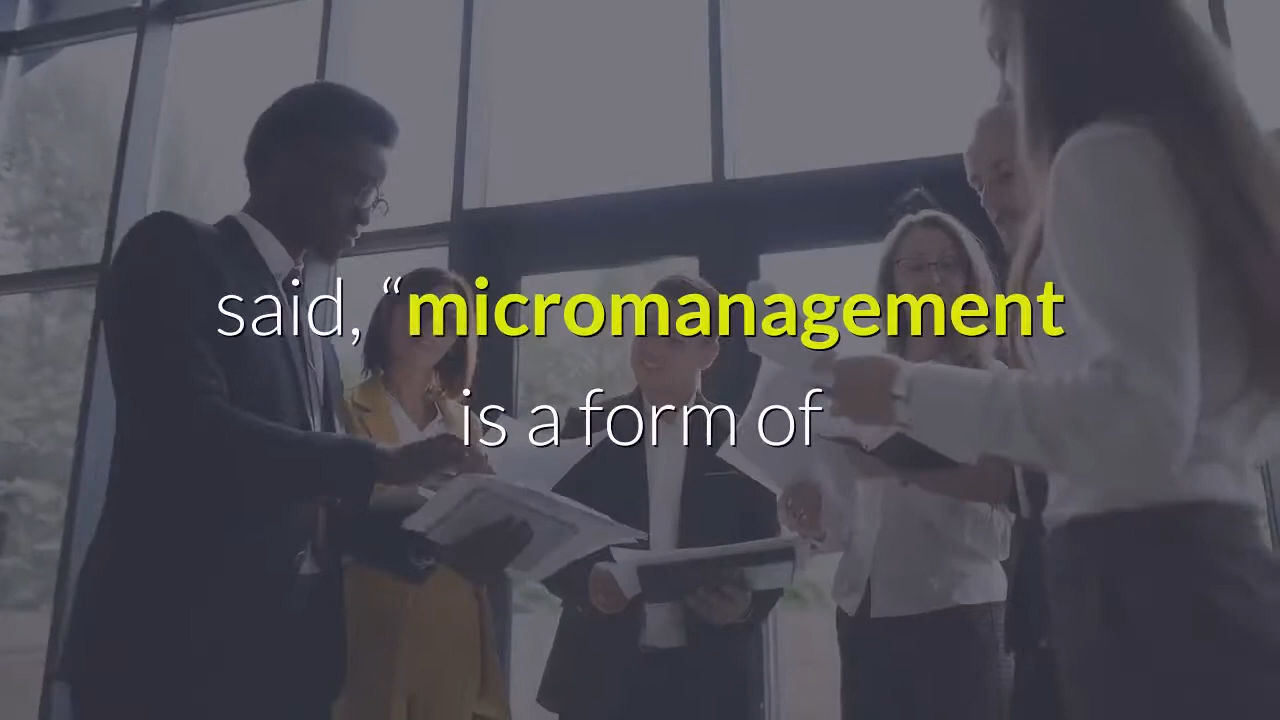 said, “micromanagement
is a form of